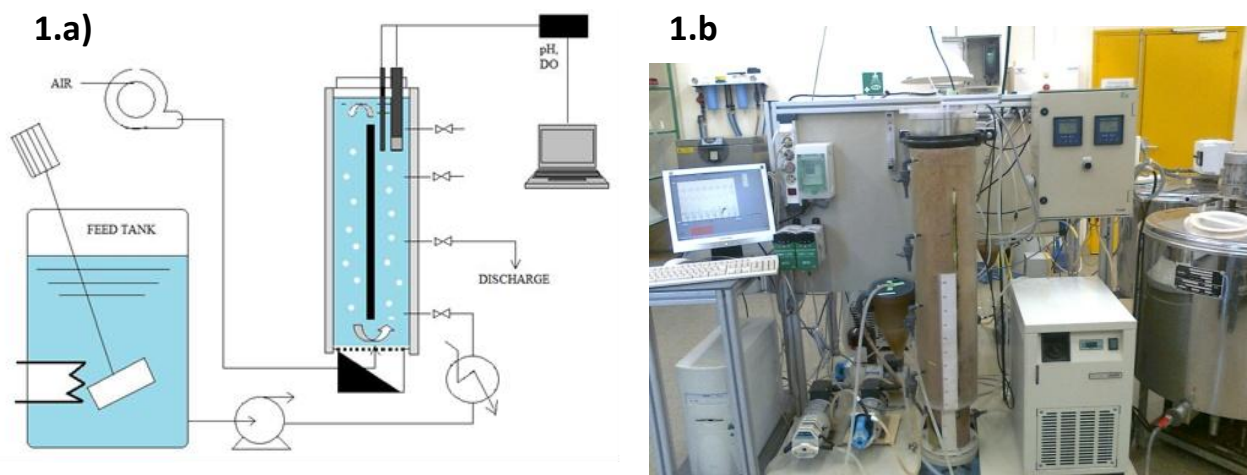 1.a)
1.b
AIR
pH,
DO
FEED TANK
DISCHARGE